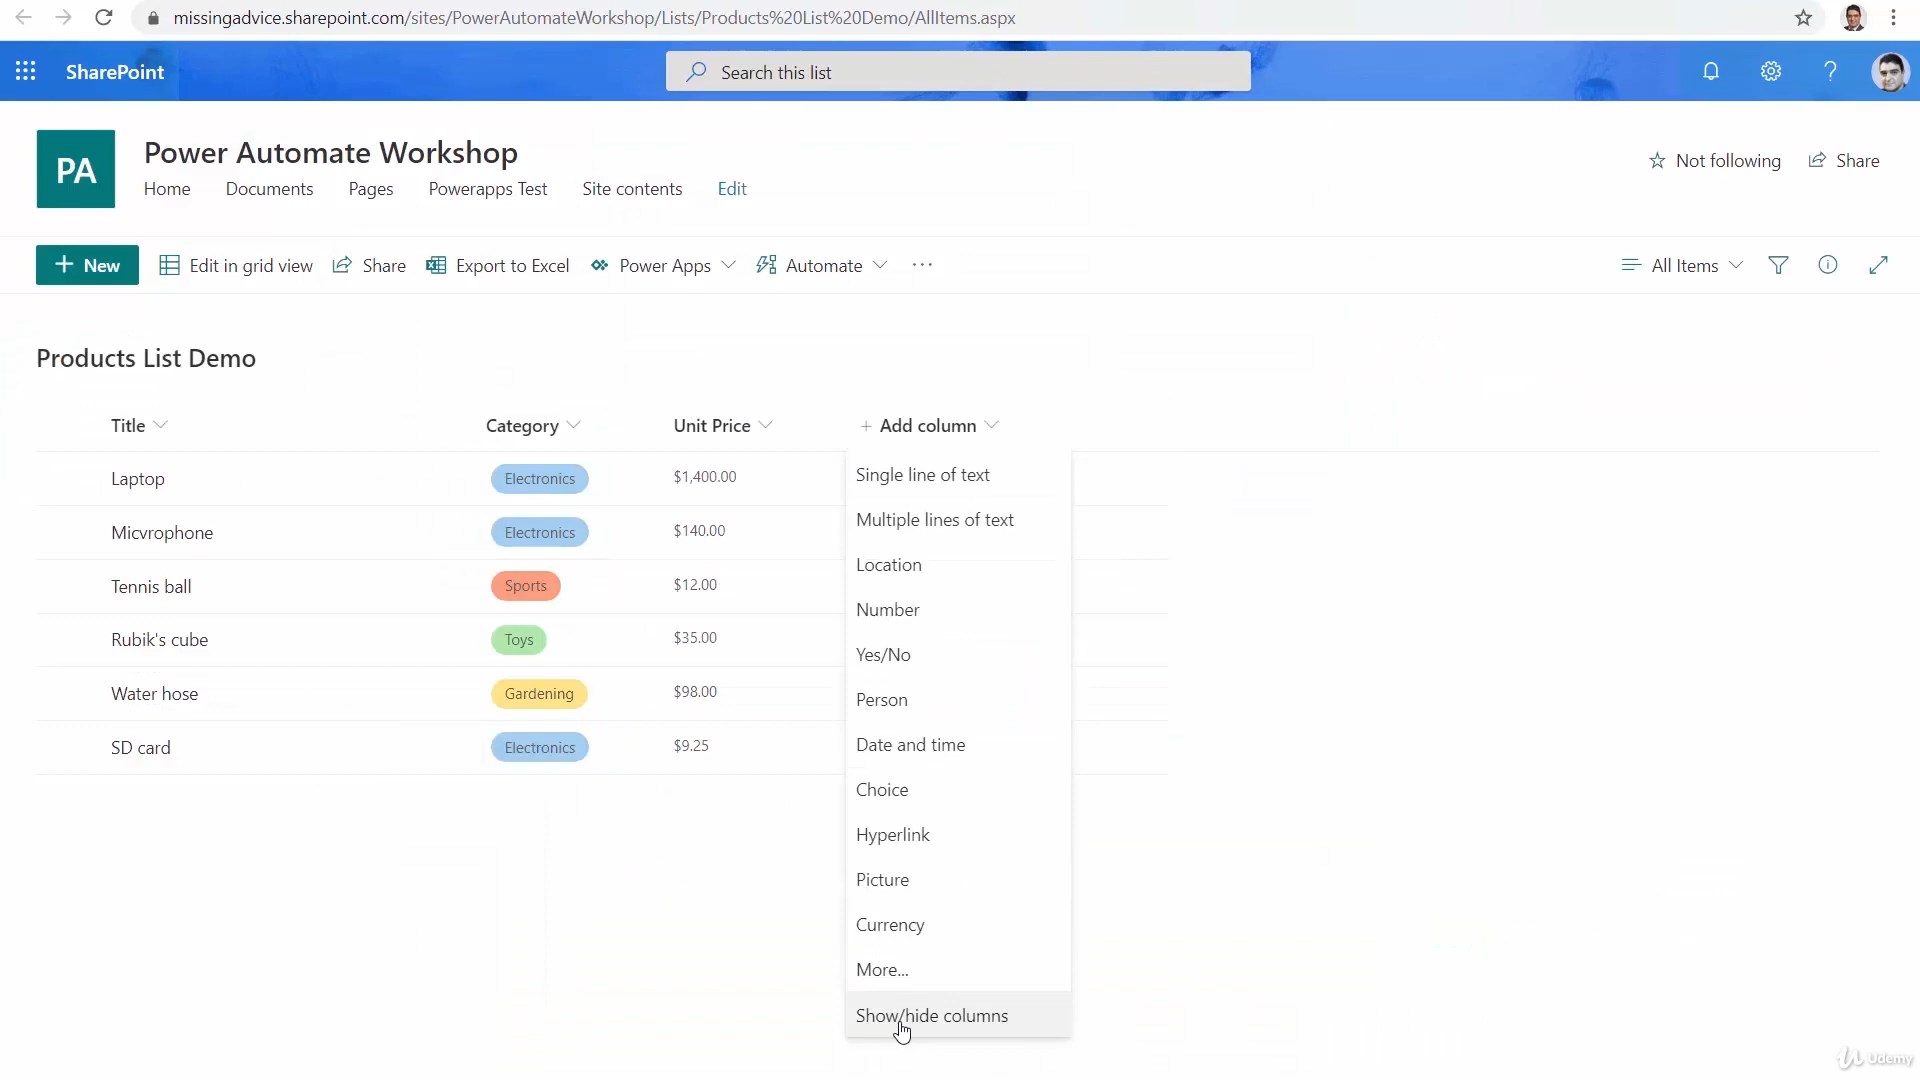 missingadvice.sharepoint.com/sites/PowerAutomateWorkshop/Lists/Products%20List%20Demo/AllItems.aspx
SharePoint
Search this list
?
PA
Power Automate Workshop
Home Documents Pages Powerapps Test Site contents Edit
Not following Share
+ New Edit in grid view Share Export to Excel Power Apps Automate ... All Items
Products List Demo
Title Category Unit Price + Add column
Laptop Electronics $1,400.00
Micvrophone Electronics $140.00
Tennis ball Sports $12.00
Rubik's cube Toys $35.00
Water hose Gardening $98.00
SD card Electronics $9.25
Single line of text
Multiple lines of text
Location
Number
Yes/No
Person
Date and time
Choice
Hyperlink
Picture
Currency
More...
Show/hide columns
Udemy